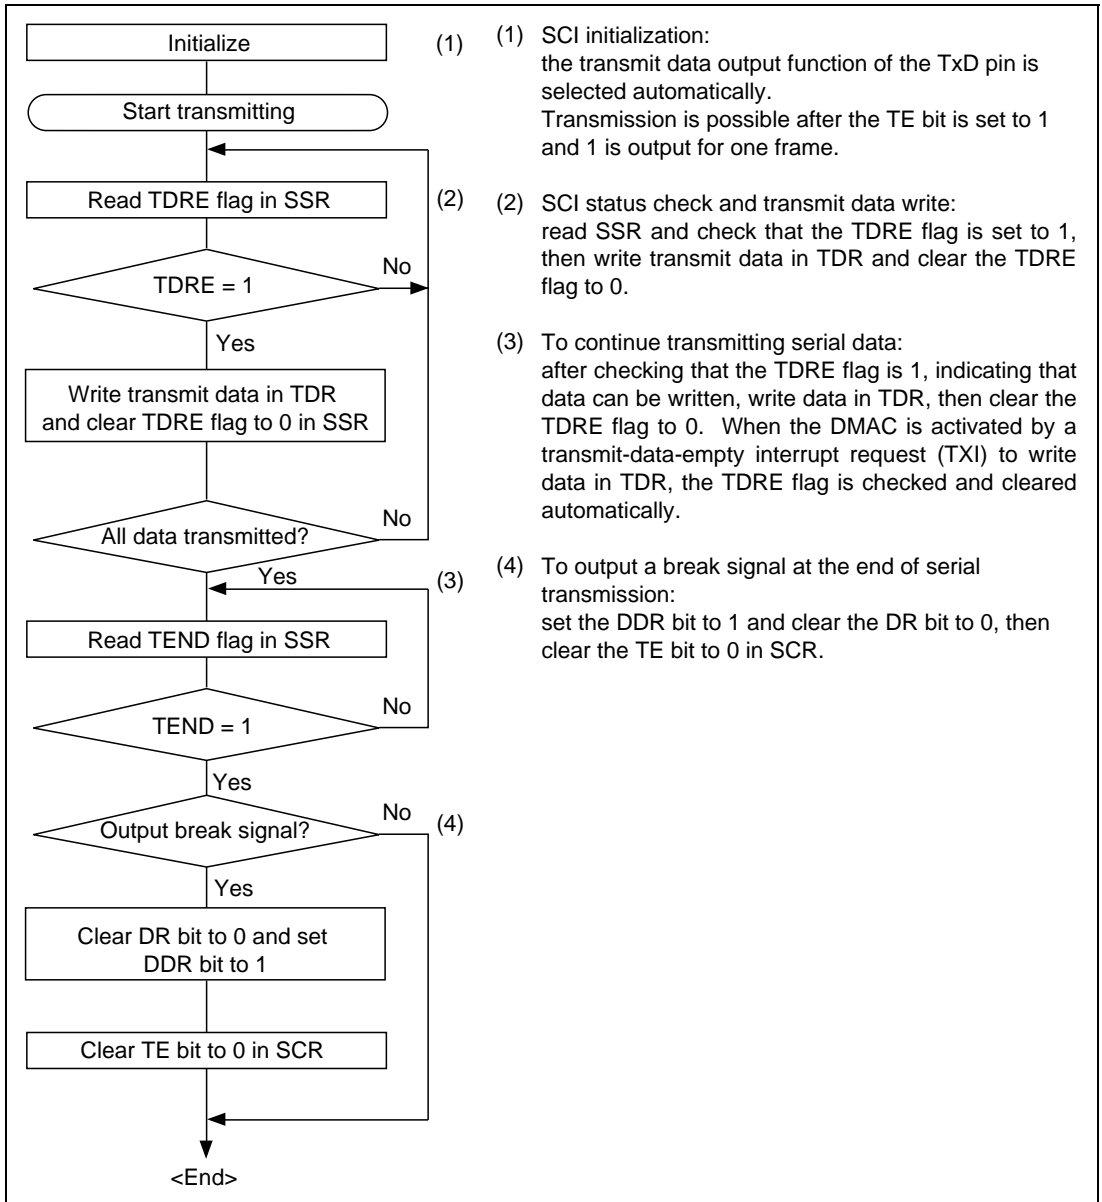 Initialize
(1)
Start transmitting
Read TDRE flag in SSR
(2)
TDRE = 1
No
Yes
Write transmit data in TDR
and clear TDRE flag to 0 in SSR
All data transmitted?
No
Yes
(3)
Read TEND flag in SSR
TEND = 1
No
Yes
Output break signal?
No
(4)
Yes
Clear DR bit to 0 and set
DDR bit to 1
Clear TE bit to 0 in SCR
<End>
(1) SCI initialization:
the transmit data output function of the TxD pin is
selected automatically.
Transmission is possible after the TE bit is set to 1
and 1 is output for one frame.
(2) SCI status check and transmit data write:
read SSR and check that the TDRE flag is set to 1,
then write transmit data in TDR and clear the TDRE
flag to 0.
(3) To continue transmitting serial data:
after checking that the TDRE flag is 1, indicating that
data can be written, write data in TDR, then clear the
TDRE flag to 0. When the DMAC is activated by a
transmit-data-empty interrupt request (TXI) to write
data in TDR, the TDRE flag is checked and cleared
automatically.
(4) To output a break signal at the end of serial
transmission:
set the DDR bit to 1 and clear the DR bit to 0, then
clear the TE bit to 0 in SCR.